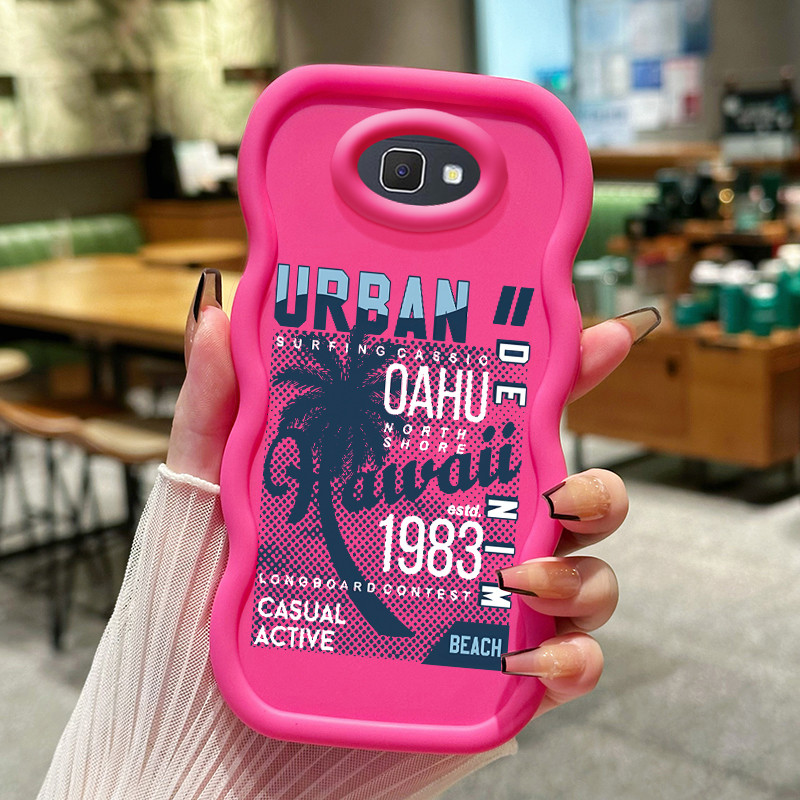 URBAN
SURFING CASSIC
OAHU
NORTH
SHORE
Hawaii
estd.
1983
LONGBOARD CONTEST
CASUAL
ACTIVE
BEACH
DENIM